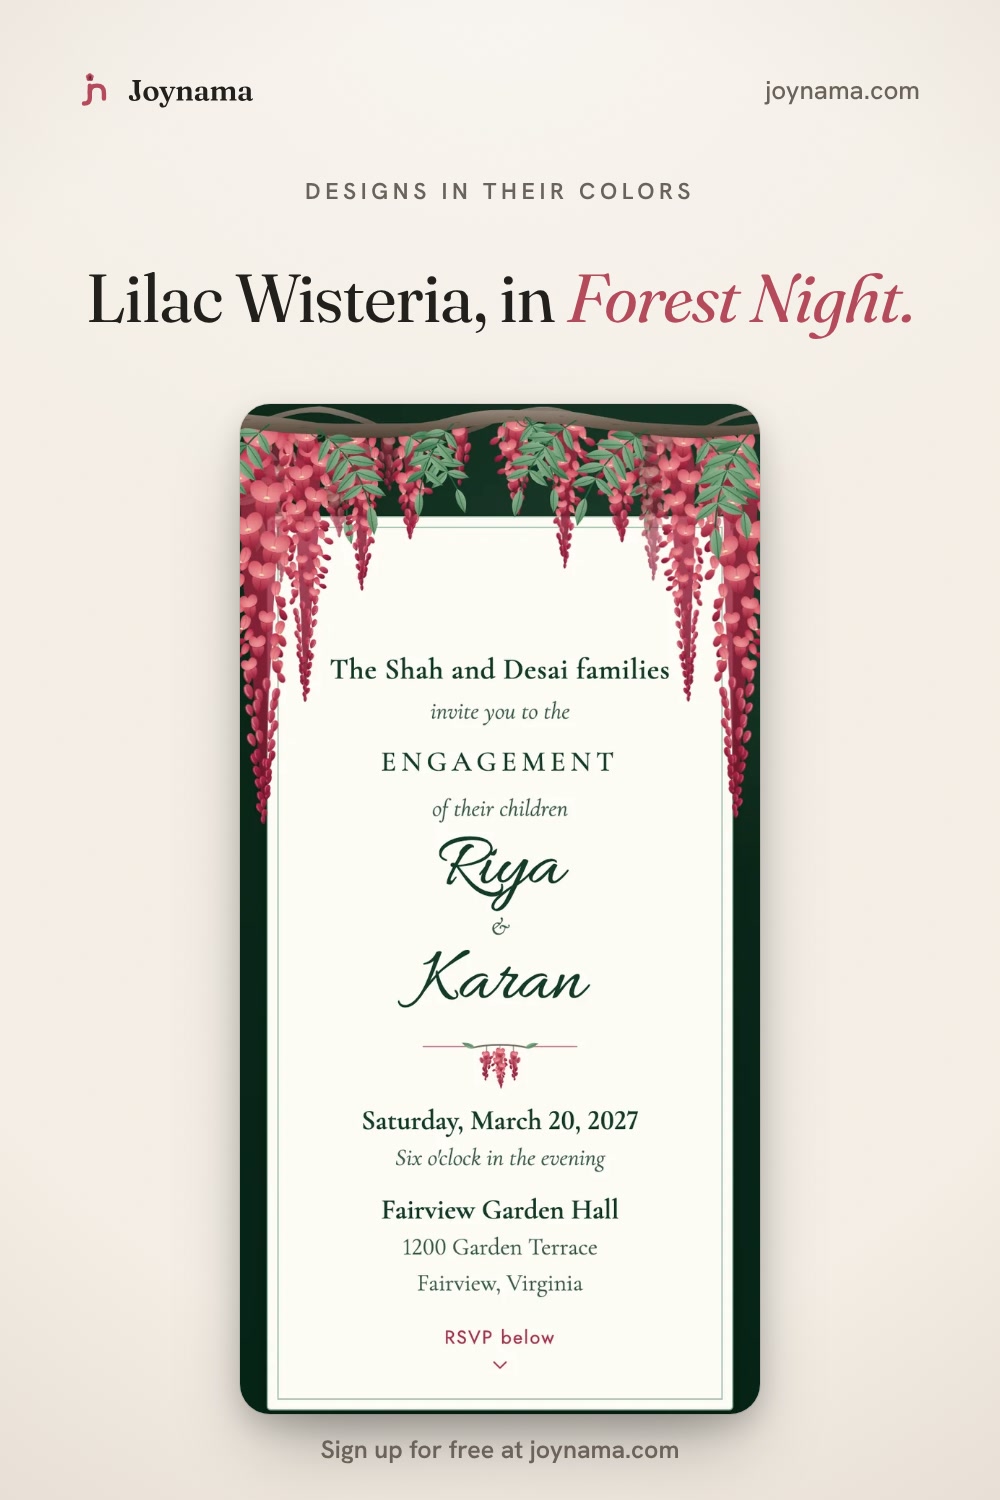 Joynama
joynama.com
DESIGNS IN THEIR COLORS
Lilac Wisteria, in Forest Night.
The Shah and Desai families
invite you to the
ENGAGEMENT
of their children
Riya
&
Karan
Saturday, March 20, 2027
Six o'clock in the evening
Fairview Garden Hall
1200 Garden Terrace
Fairview, Virginia
RSVP below
Sign up for free at joynama.com